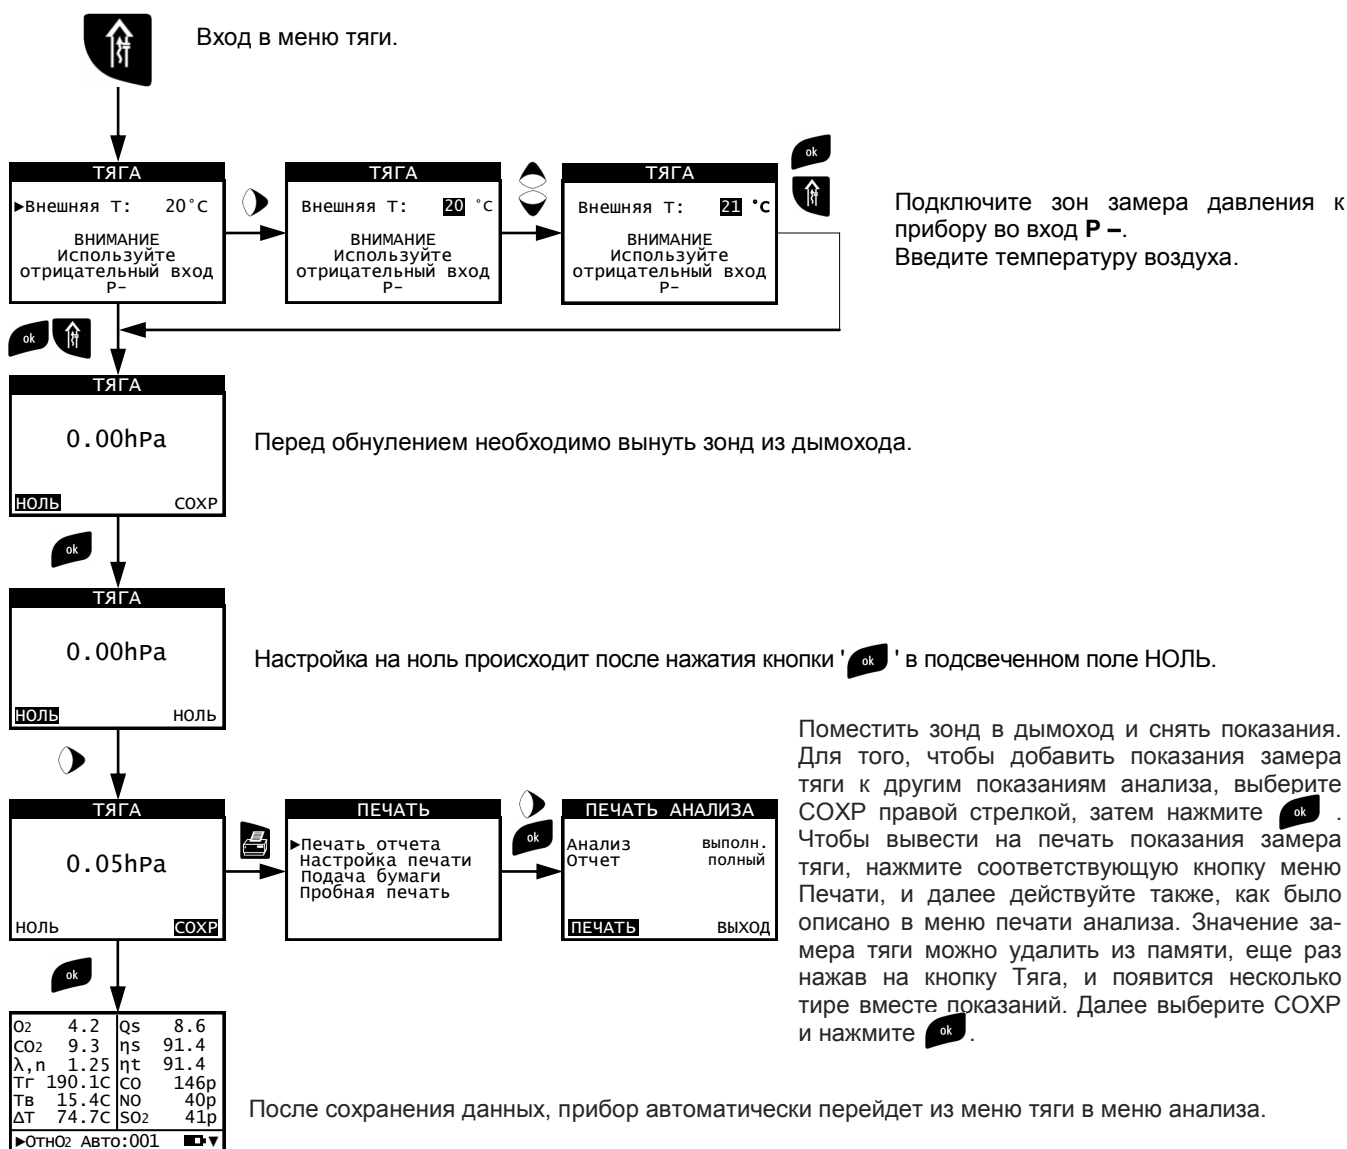 Вход в меню тяги.
ТЯГА
▶Внешняя Т: 20°C
ВНИМАНИЕ
Используйте
отрицательный вход
P-
ТЯГА
Внешняя Т: 20 °C
ВНИМАНИЕ
Используйте
отрицательный вход
P-
ТЯГА
Внешняя Т: 21 °C
ВНИМАНИЕ
Используйте
отрицательный вход
P-
ok
Подключите зон замера давления к
прибору во вход P –.
Введите температуру воздуха.
ok
ТЯГА
0.00hPa
НОЛЬ СОХР
Перед обнулением необходимо вынуть зонд из дымохода.
ok
ТЯГА
0.00hPa
НОЛЬ НОЛЬ
Настройка на ноль происходит после нажатия кнопки ' ok ' в подсвеченном поле НОЛЬ.
ТЯГА
0.05hPa
НОЛЬ СОХР
ПЕЧАТЬ
▶Печать отчета
Настройка печати
Подача бумаги
Пробная печать
ok
ПЕЧАТЬ АНАЛИЗА
Анализ выполн.
Отчет полный
ПЕЧАТЬ ВЫХОД
Поместить зонд в дымоход и снять показания.
Для того, чтобы добавить показания замера
тяги к другим показаниям анализа, выберите
СОХР правой стрелкой, затем нажмите ok .
Чтобы вывести на печать показания замера
тяги, нажмите соответствующую кнопку меню
Печати, и далее действуйте также, как было
описано в меню печати анализа. Значение за-
мера тяги можно удалить из памяти, еще раз
нажав на кнопку Тяга, и появится несколько
тире вместе показаний. Далее выберите СОХР
и нажмите ok .
ok
O2 4.2 Qs 8.6
CO2 9.3 ηs 91.4
λ,n 1.25 ηt 91.4
Тг 190.1C CO 146p
Тв 15.4C NO 40p
ΔT 74.7C SO2 41p
▶ОтнO2 Авто:001 ▼
После сохранения данных, прибор автоматически перейдет из меню тяги в меню анализа.